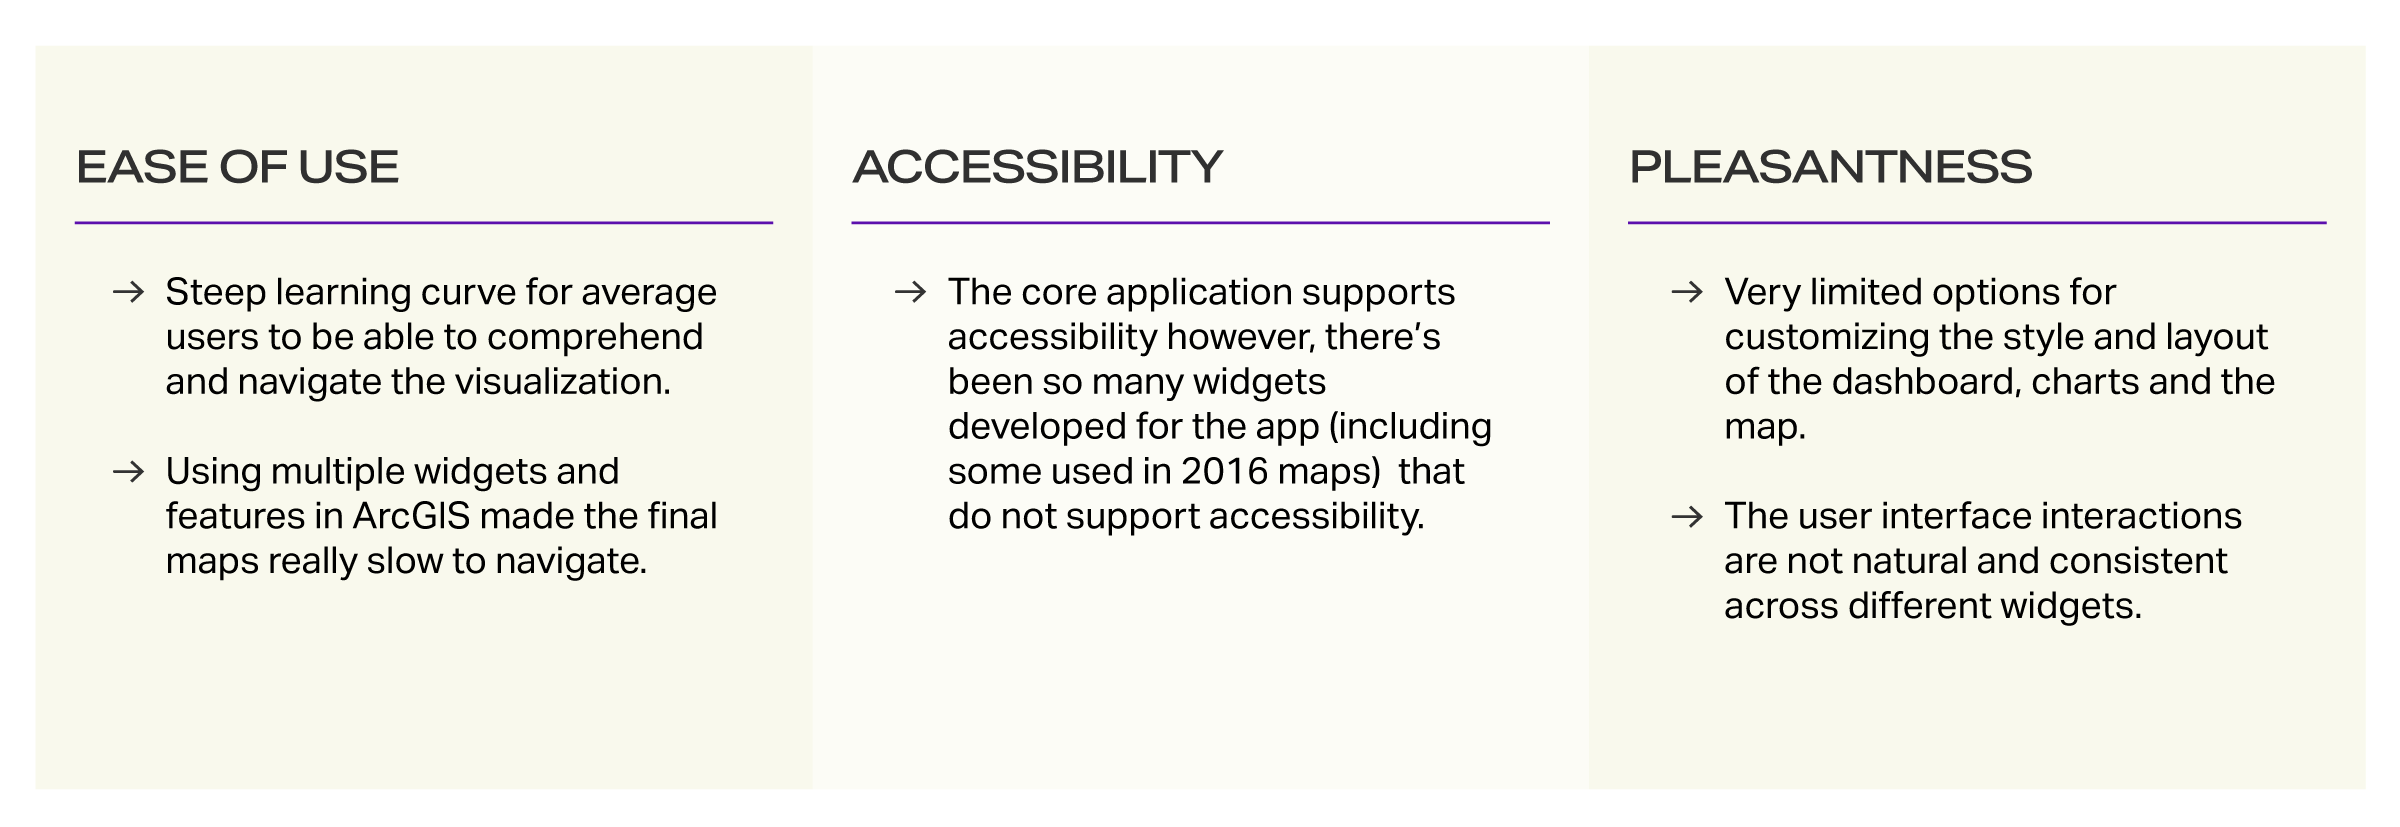 EASE OF USE
→ Steep learning curve for average
users to be able to comprehend
and navigate the visualization.
→ Using multiple widgets and
features in ArcGIS made the final
maps really slow to navigate.
ACCESSIBILITY
→ The core application supports
accessibility however, there’s
been so many widgets
developed for the app (including
some used in 2016 maps)  that
do not support accessibility.
PLEASANTNESS
→ Very limited options for
customizing the style and layout
of the dashboard, charts and the
map.
→ The user interface interactions
are not natural and consistent
across different widgets.